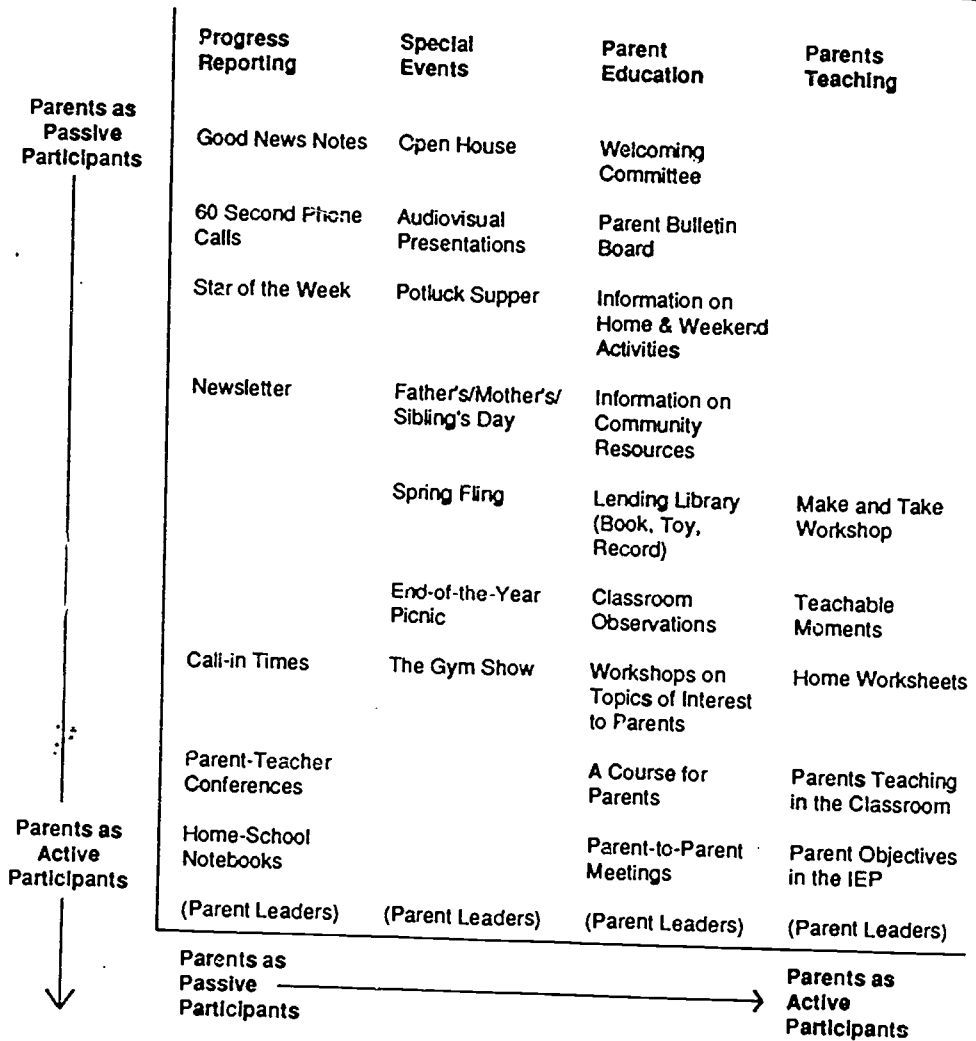 Progress Reporting
Special Events
Parent Education
Parents Teaching
Parents as
Passive
Participants
Good News Notes
Open House
Welcoming
Committee
60 Second Phone
Calls
Audiovisual
Presentations
Parent Bulletin
Board
Star of the Week
Potluck Supper
Information on
Home & Weekend
Activities
Newsletter
Father's/Mother's/
Sibling's Day
Information on
Community
Resources
Spring Fling
Lending Library
(Book, Toy,
Record)
Make and Take
Workshop
End-of-the-Year
Picnic
Classroom
Observations
Teachable
Moments
Call-in Times
The Gym Show
Workshops on
Topics of Interest
to Parents
Home Worksheets
Parent-Teacher
Conferences
A Course for
Parents
Parents Teaching
in the Classroom
Parents as
Active
Participants
Home-School
Notebooks
Parent-to-Parent
Meetings
Parent Objectives
in the IEP
(Parent Leaders)
(Parent Leaders)
(Parent Leaders)
(Parent Leaders)
Parents as
Passive
Participants
Parents as
Active
Participants